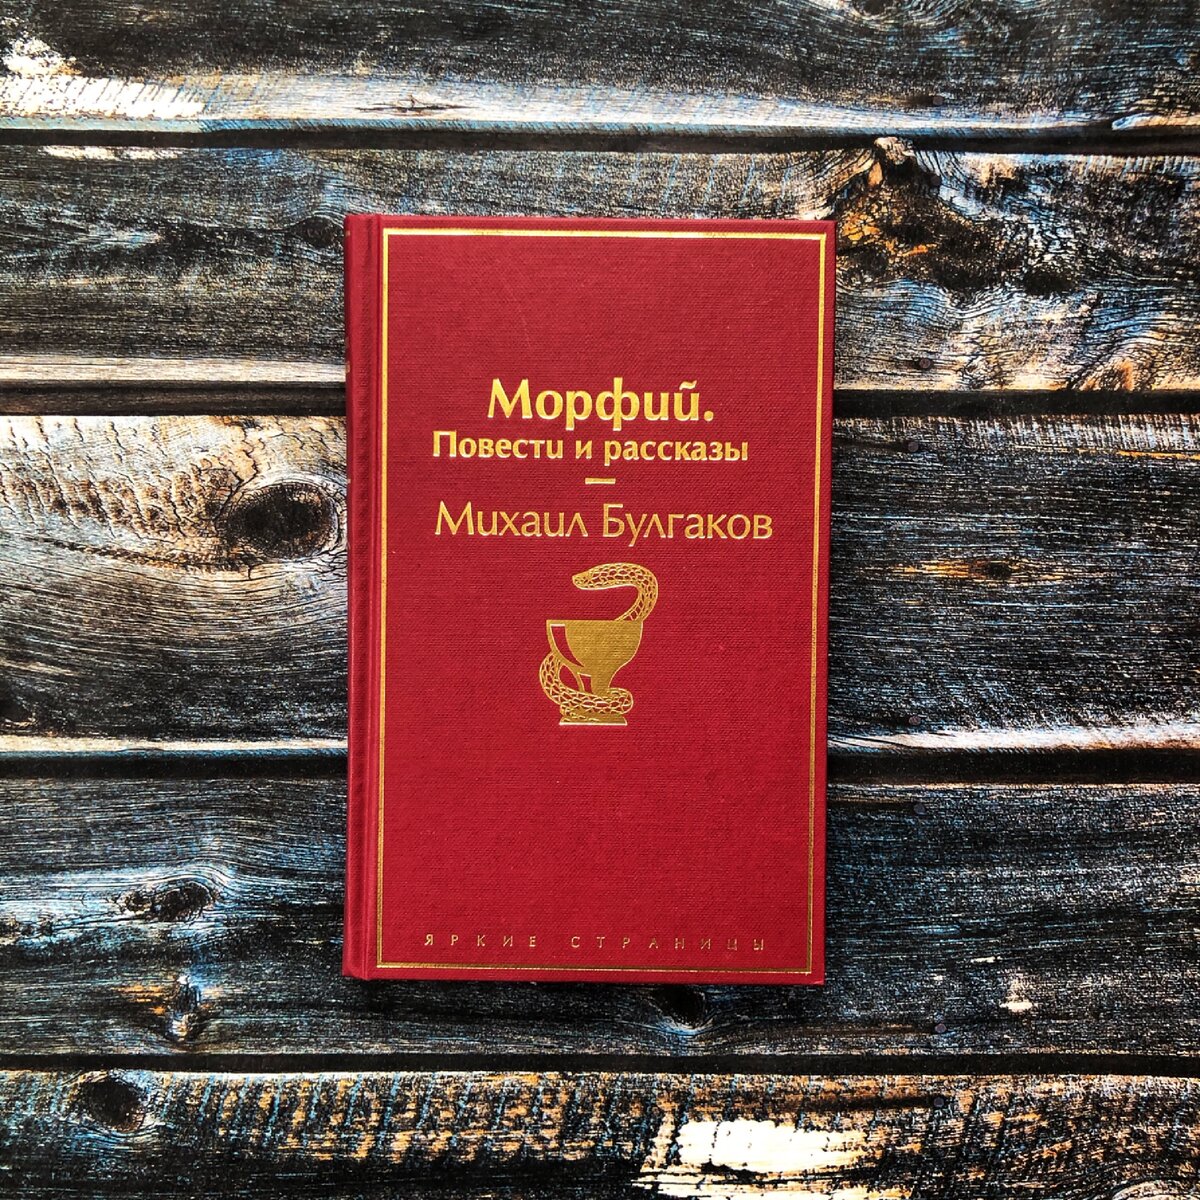 Морфий.
Повести и рассказы
Михаил Булгаков
ЯРКИЕ СТРАНИЦЫ